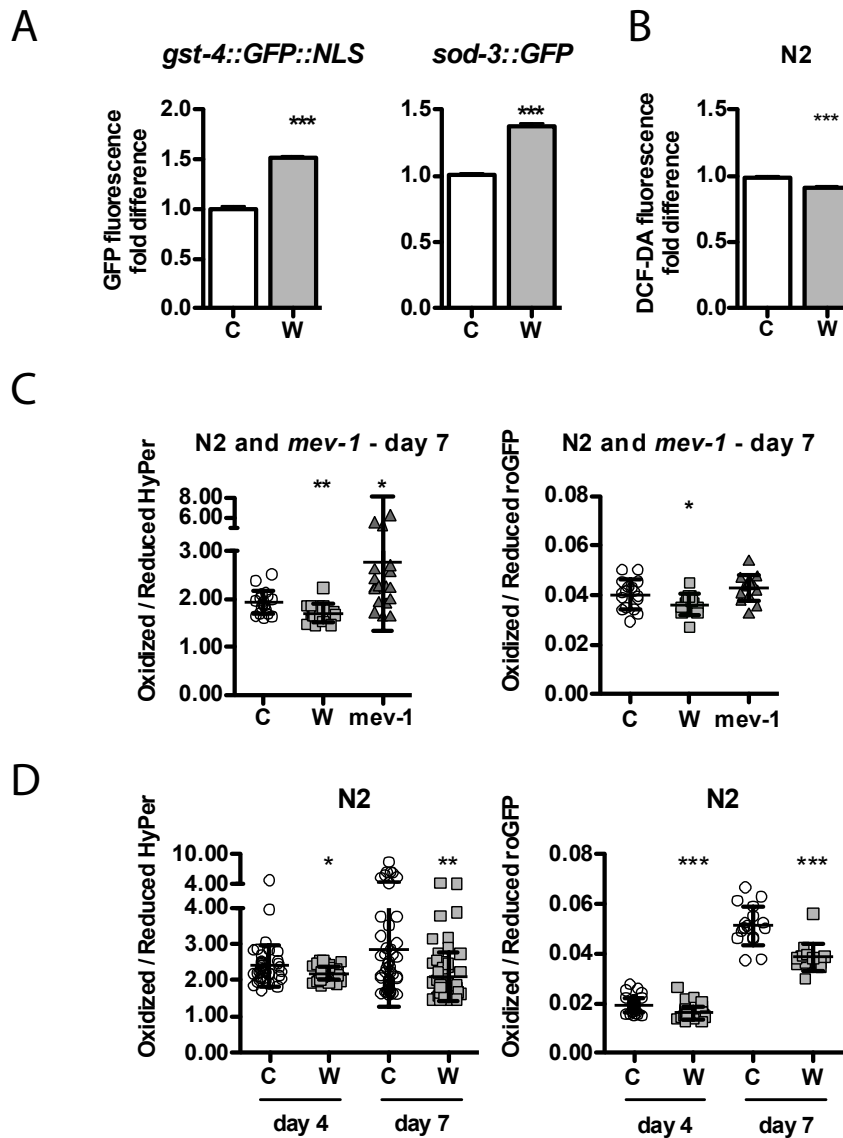 A
B
gst-4::GFP::NLS
sod-3::GFP
N2
GFP fluorescence
fold difference
2.0
1.5
1.0
0.5
0.0
C
W
***
1.5
1.0
0.5
0.0
C
W
***
DCF-DA fluorescence
fold difference
1.5
1.0
0.5
0.0
C
W
***
C
N2 and mev-1 - day 7
Oxidized / Reduced HyPer
8.00
6.00
3.00
2.00
1.00
0.00
**
*
C
W
mev-1
N2 and mev-1 - day 7
Oxidized / Reduced roGFP
0.08
0.06
0.04
0.02
0.00
*
C
W
mev-1
D
N2
Oxidized / Reduced HyPer
10.00
4.00
4.00
3.00
2.00
1.00
0.00
*
**
C
W
C
W
day 4
day 7
N2
Oxidized / Reduced roGFP
0.08
0.06
0.04
0.02
0.00
***
***
C
W
C
W
day 4
day 7